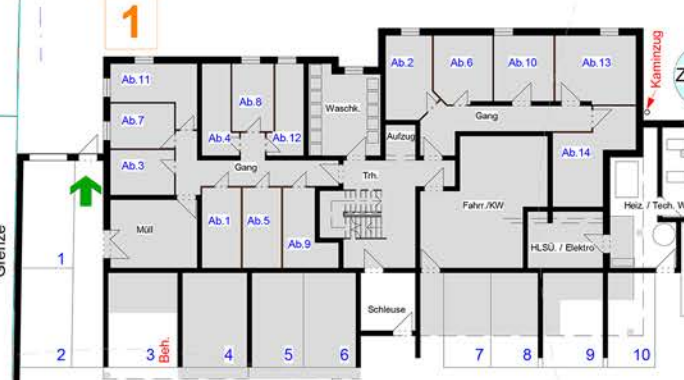 1
Ab.2
Ab.6
Ab.10
Ab.13
Kaminzug
Z
Ab.11
Ab.8
Waschk.
Ab.7
Ab.4
Ab.12
Gang
Aufzug
Ab.3
Gang
Trh.
Ab.14
Grenze
Müll
Ab.1
Ab.5
Ab.9
Fahrr./KW
Heiz. / Tech. W
HLSÜ. / Elektro
1
Schleuse
2
3
Beh.
4
5
6
7
8
9
10